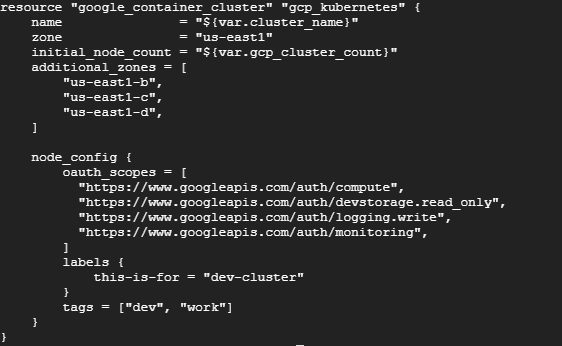 resource "google_container_cluster" "gcp_kubernetes" {
    name               = "${var.cluster_name}"
    zone               = "us-east1"
    initial_node_count = "${var.gcp_cluster_count}"
    additional_zones = [
        "us-east1-b",
        "us-east1-c",
        "us-east1-d",
    ]

    node_config {
        oauth_scopes = [
          "https://www.googleapis.com/auth/compute",
          "https://www.googleapis.com/auth/devstorage.read_only",
          "https://www.googleapis.com/auth/logging.write",
          "https://www.googleapis.com/auth/monitoring",
        ]
        labels {
            this-is-for = "dev-cluster"
        }
        tags = ["dev", "work"]
    }
}